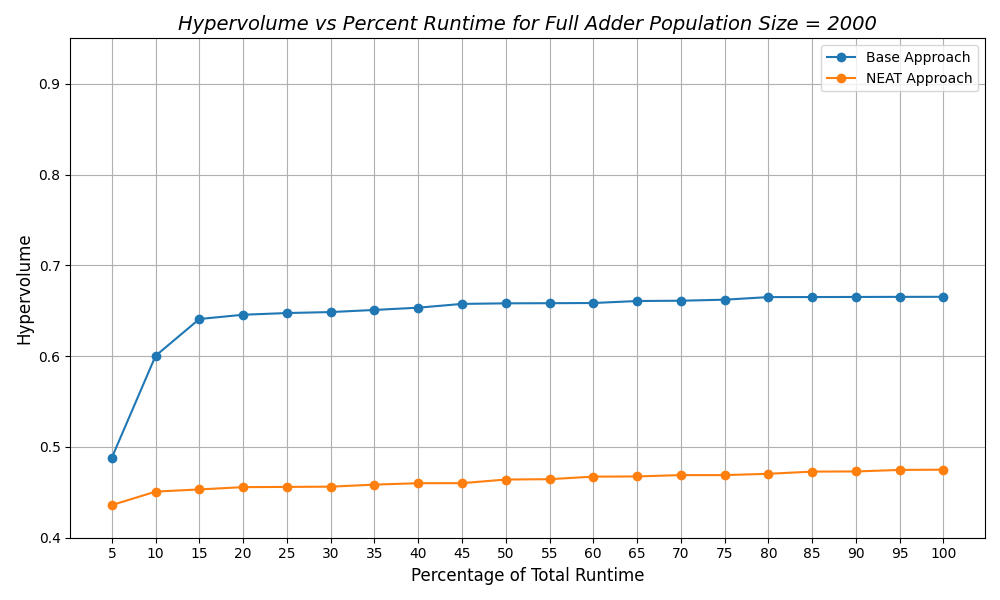 Hypervolume vs Percent Runtime for Full Adder Population Size = 2000
Base Approach
NEAT Approach
Hypervolume
0.9
0.8
0.7
0.6
0.5
0.4
5 10 15 20 25 30 35 40 45 50 55 60 65 70 75 80 85 90 95 100
Percentage of Total Runtime